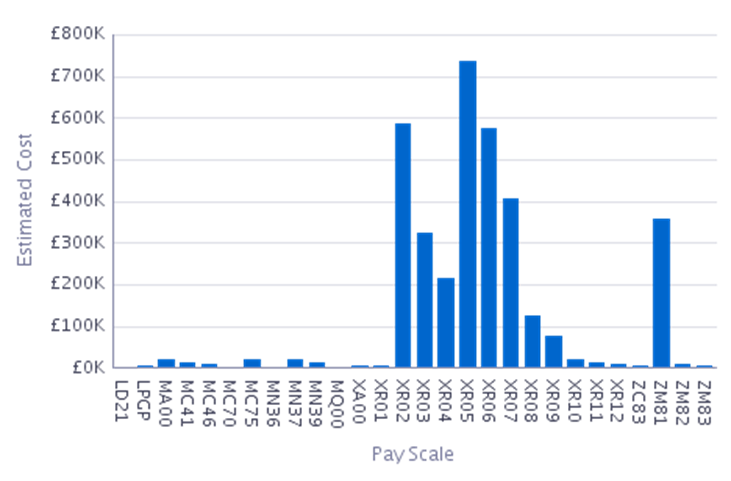 £800K
£700K
£600K
£500K
£400K
£300K
£200K
£100K
£0K
Estimated Cost
LD21
LPGP
MA00
MC41
MC46
MC70
MC75
MN36
MN37
MN39
MQ00
XA00
XR01
XR02
XR03
XR04
XR05
XR06
XR07
XR08
XR09
XR10
XR11
XR12
ZC83
ZM81
ZM82
ZM83
Pay Scale